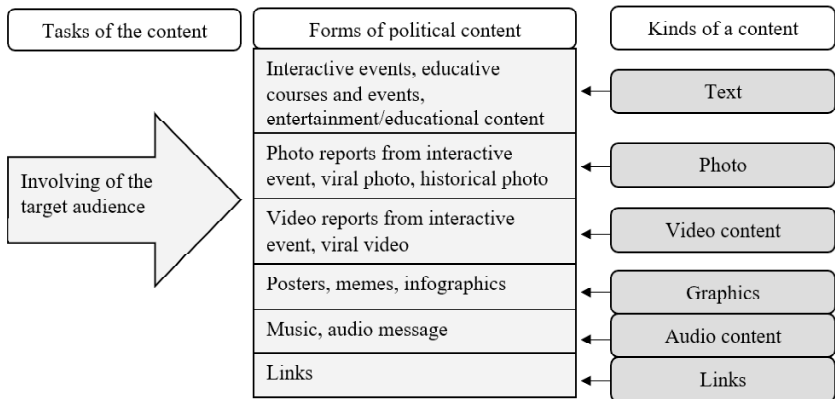 Tasks of the content
Forms of political content
Kinds of a content
Involving of the
target audience
Interactive events, educative
courses and events,
entertainment/educational content
Text
Photo reports from interactive
event, viral photo, historical photo
Photo
Video reports from interactive
event, viral video
Video content
Posters, memes, infographics
Graphics
Music, audio message
Audio content
Links
Links